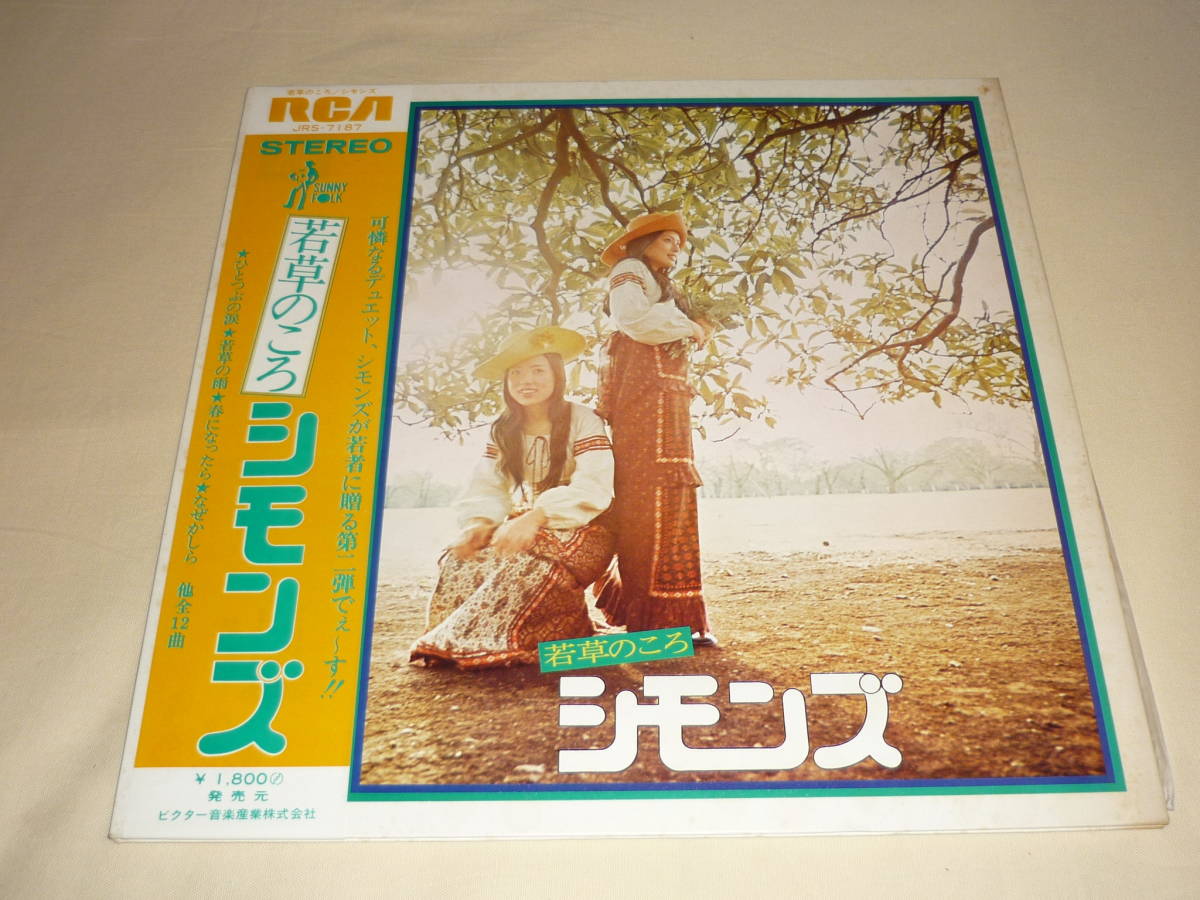 若草のころ/シモンズ
RCA
JRS-7187
STEREO
SUNNY
FOLK
可憐なるデュエット、シモンズが若者に贈る第二弾でぇ〜す!!
若草のころ
シモンズ
★ひとつぶの涙★若草の雨★春になったら★なぜかしら 他全12曲
¥1,800
発売元
ビクター音楽産業株式会社
若草のころ
シモンズ